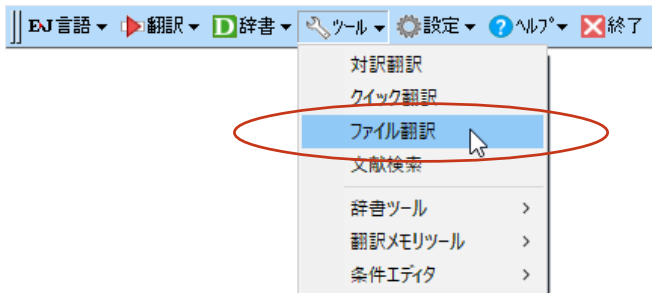 EJ 言語 ▾ 翻訳 ▾ D 辞書 ▾ ツール ▾ 設定 ▾ ? ヘルプ ▾ 終了
対訳翻訳
クイック翻訳
ファイル翻訳
文献検索
辞書ツール >
翻訳メモリツール >
条件エディタ >